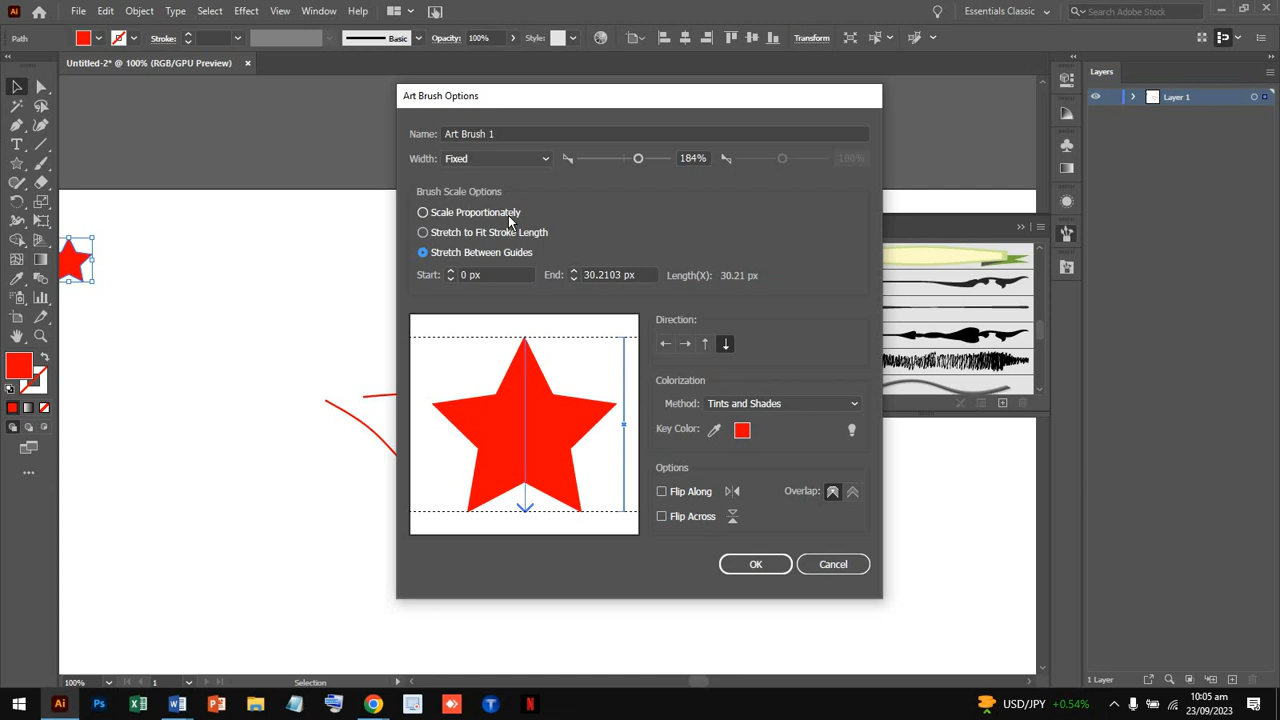 Ai File Edit Object Type Select Effect View Window Help Essentials Classic Search Adobe Stock
Path Stroke: Basic Opacity: 100% Style: Transform
Untitled-2* @ 100% (RGB/GPU Preview) ×
Layers
Layer 1
Art Brush Options
Name: Art Brush 1
Width: Fixed 184% 100%
Brush Scale Options
Scale Proportionately
Stretch to Fit Stroke Length
Stretch Between Guides
Start: 0 px End: 30.2103 px Length(X): 30.21 px
Direction:
Colorization
Method: Tints and Shades
Key Color:
Options
Flip Along Overlap:
Flip Across
OK Cancel
100% 1 Selection
1 Layer
Ai Ps USD/JPY +0.54% 10:05 am
23/09/2023